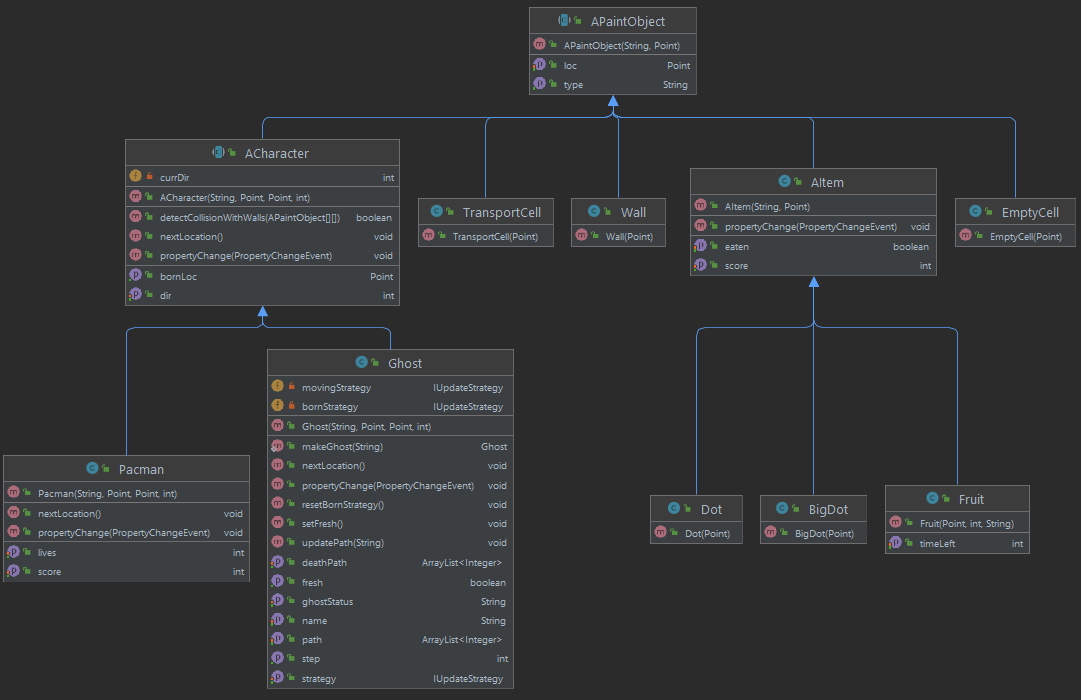 APaintObject
APaintObject(String, Point)
loc Point
type String
ACharacter
currDir int
ACharacter(String, Point, Point, int)
detectCollisionWithWalls(APaintObject[][]) boolean
nextLocation() void
propertyChange(PropertyChangeEvent) void
bornLoc Point
dir int
TransportCell
TransportCell(Point)
Wall
Wall(Point)
AItem
AItem(String, Point)
propertyChange(PropertyChangeEvent) void
eaten boolean
score int
EmptyCell
EmptyCell(Point)
Pacman
Pacman(String, Point, Point, int)
nextLocation() void
propertyChange(PropertyChangeEvent) void
lives int
score int
Ghost
movingStrategy IUpdateStrategy
bornStrategy IUpdateStrategy
Ghost(String, Point, Point, int)
makeGhost(String) Ghost
nextLocation() void
propertyChange(PropertyChangeEvent) void
resetBornStrategy() void
setFresh() void
updatePath(String) void
deathPath ArrayList<Integer>
fresh boolean
ghostStatus String
name String
path ArrayList<Integer>
step int
strategy IUpdateStrategy
Dot
Dot(Point)
BigDot
BigDot(Point)
Fruit
Fruit(Point, int, String)
timeLeft int